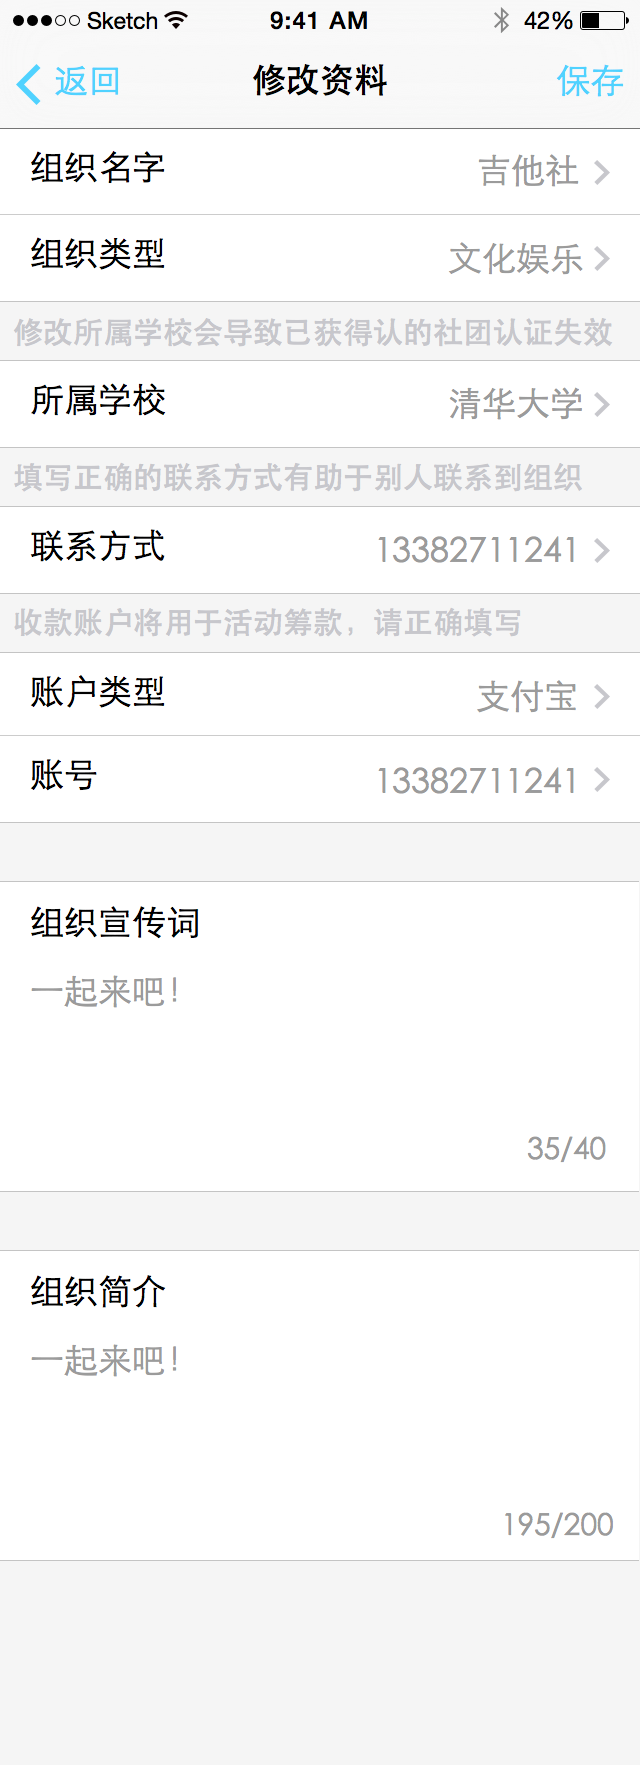 Sketch 9:41 AM 42%
返回 修改资料 保存
组织名字 吉他社
组织类型 文化娱乐
修改所属学校会导致已获得认的社团认证失效
所属学校 清华大学
填写正确的联系方式有助于别人联系到组织
联系方式 13382711241
收款账户将用于活动筹款，请正确填写
账户类型 支付宝
账号 13382711241
组织宣传词
一起来吧！
35/40
组织简介
一起来吧！
195/200